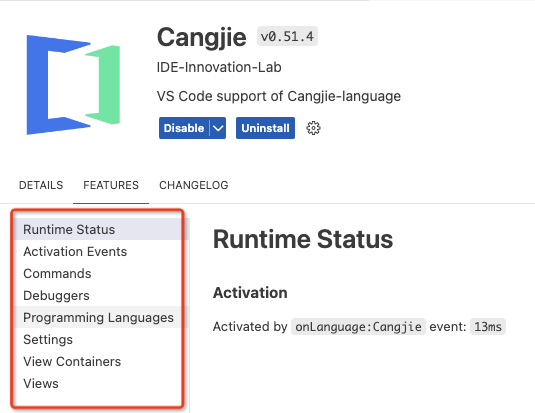 Cangjie v0.51.4
IDE-Innovation-Lab
VS Code support of Cangjie-language
Disable Uninstall
DETAILS FEATURES CHANGELOG
Runtime Status
Activation Events
Commands
Debuggers
Programming Languages
Settings
View Containers
Views
Runtime Status
Activation
Activated by onLanguage:Cangjie event: 13ms